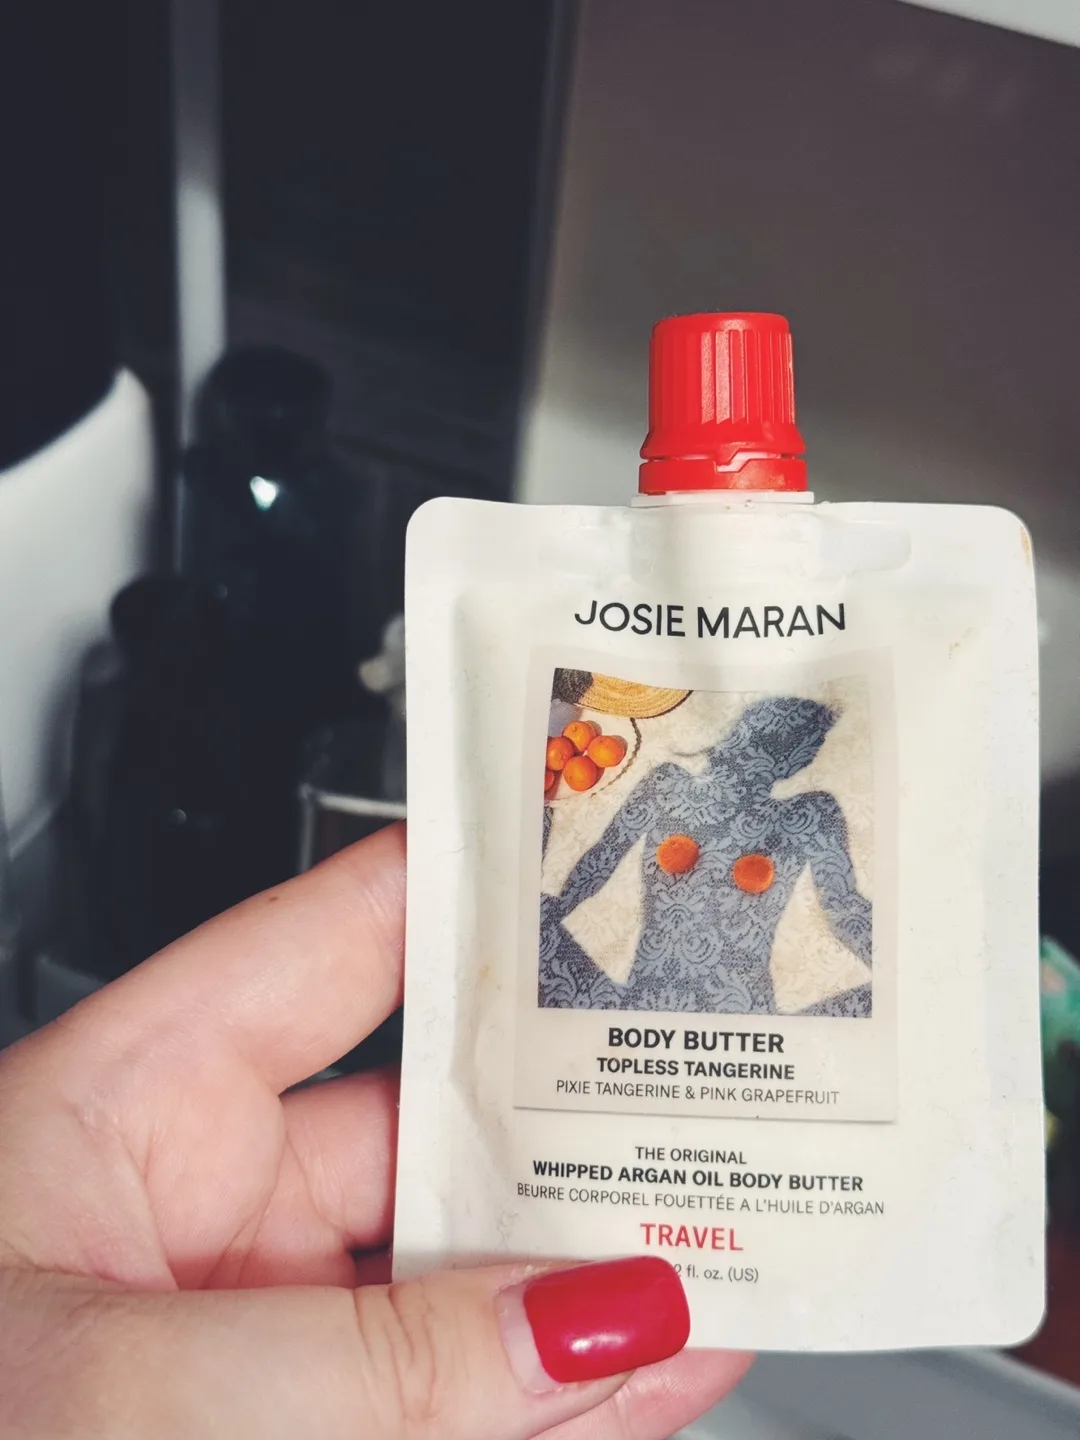 JOSIE MARAN
BODY BUTTER
TOPLESS TANGERINE
PIXIE TANGERINE & PINK GRAPEFRUIT
THE ORIGINAL
WHIPPED ARGAN OIL BODY BUTTER
BEURRE CORPOREL FOUETTÉE A L'HUILE D'ARGAN
TRAVEL
fl. oz. (US)